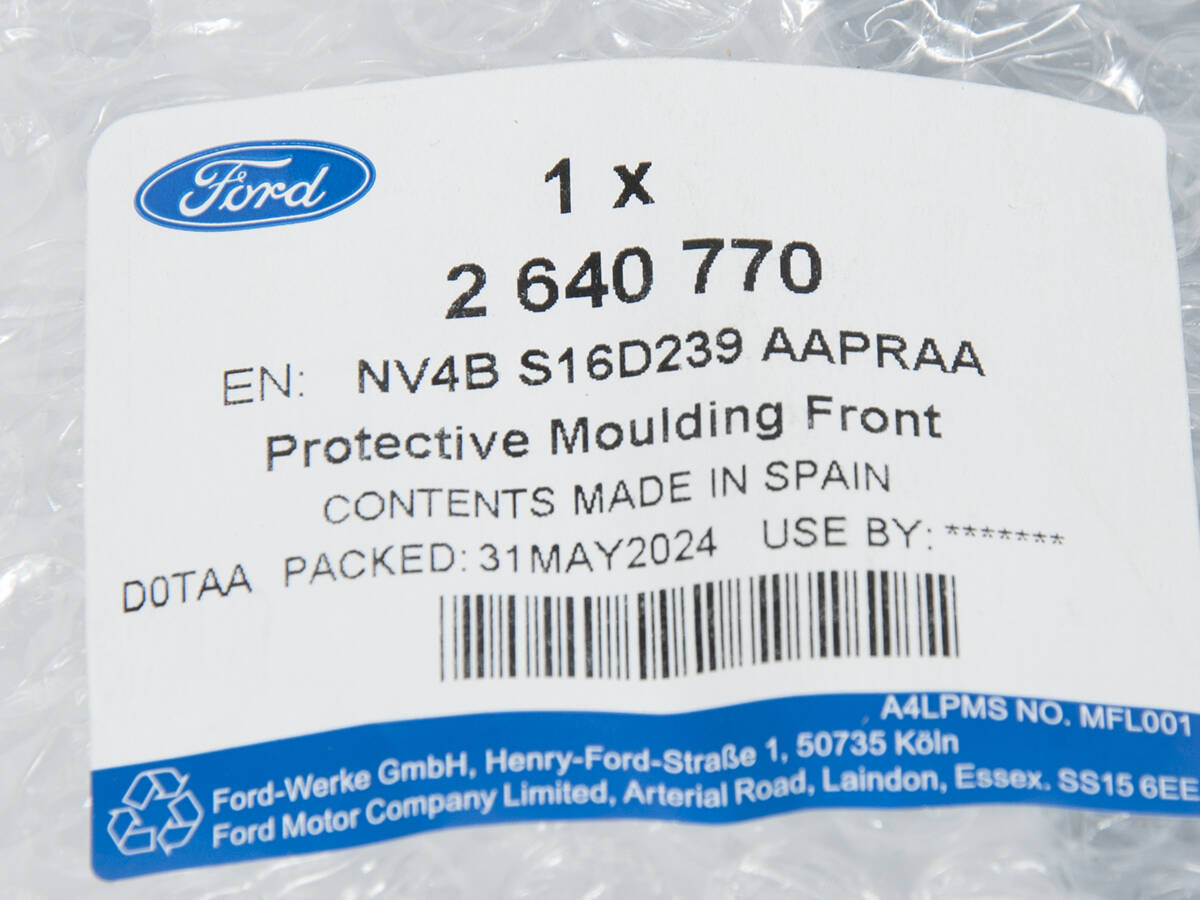 Ford
1 x
2 640 770
EN: NV4B S16D239 AAPRAA
Protective Moulding Front
CONTENTS MADE IN SPAIN
D0TAA PACKED: 31MAY2024 USE BY: *******
A4LPMS NO. MFL001
Ford-Werke GmbH, Henry-Ford-Straße 1, 50735 Köln
Ford Motor Company Limited, Arterial Road, Laindon, Essex. SS15 6EE